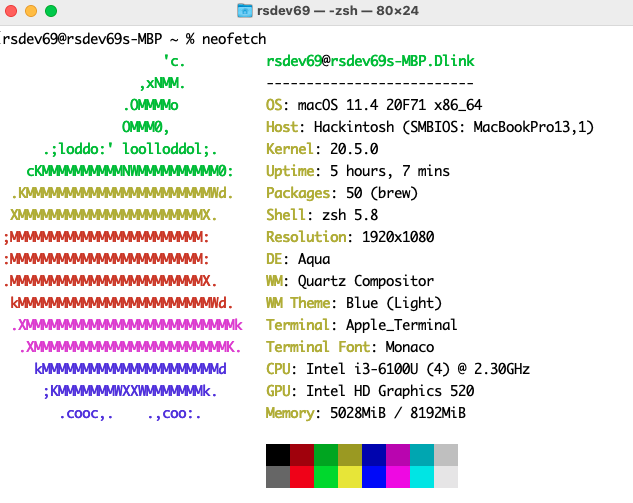 rsdev69 — -zsh — 80×24
rsdev69@rsdev69s-MBP ~ % neofetch
'c.          rsdev69@rsdev69s-MBP.Dlink
,xNMM.       --------------------------
.OMMMMo      OS: macOS 11.4 20F71 x86_64
OMMM0,       Host: Hackintosh (SMBIOS: MacBookPro13,1)
.;loddo:' loolloddol;.   Kernel: 20.5.0
cKMMMMMMMMMMNWMMMMMMMMMM0:   Uptime: 5 hours, 7 mins
.KMMMMMMMMMMMMMMMMMMMMMMMWd.   Packages: 50 (brew)
XMMMMMMMMMMMMMMMMMMMMMMMX.   Shell: zsh 5.8
;MMMMMMMMMMMMMMMMMMMMMMMM:   Resolution: 1920x1080
:MMMMMMMMMMMMMMMMMMMMMMMM:   DE: Aqua
.MMMMMMMMMMMMMMMMMMMMMMMMX.   WM: Quartz Compositor
kMMMMMMMMMMMMMMMMMMMMMMMMWd.   WM Theme: Blue (Light)
.XMMMMMMMMMMMMMMMMMMMMMMMMMMk   Terminal: Apple_Terminal
.XMMMMMMMMMMMMMMMMMMMMMMMMK.   Terminal Font: Monaco
kMMMMMMMMMMMMMMMMMMMMMMd   CPU: Intel i3-6100U (4) @ 2.30GHz
;KMMMMMMMWXXWMMMMMMMk.   GPU: Intel HD Graphics 520
.cooc,.    .,coo:.   Memory: 5028MiB / 8192MiB